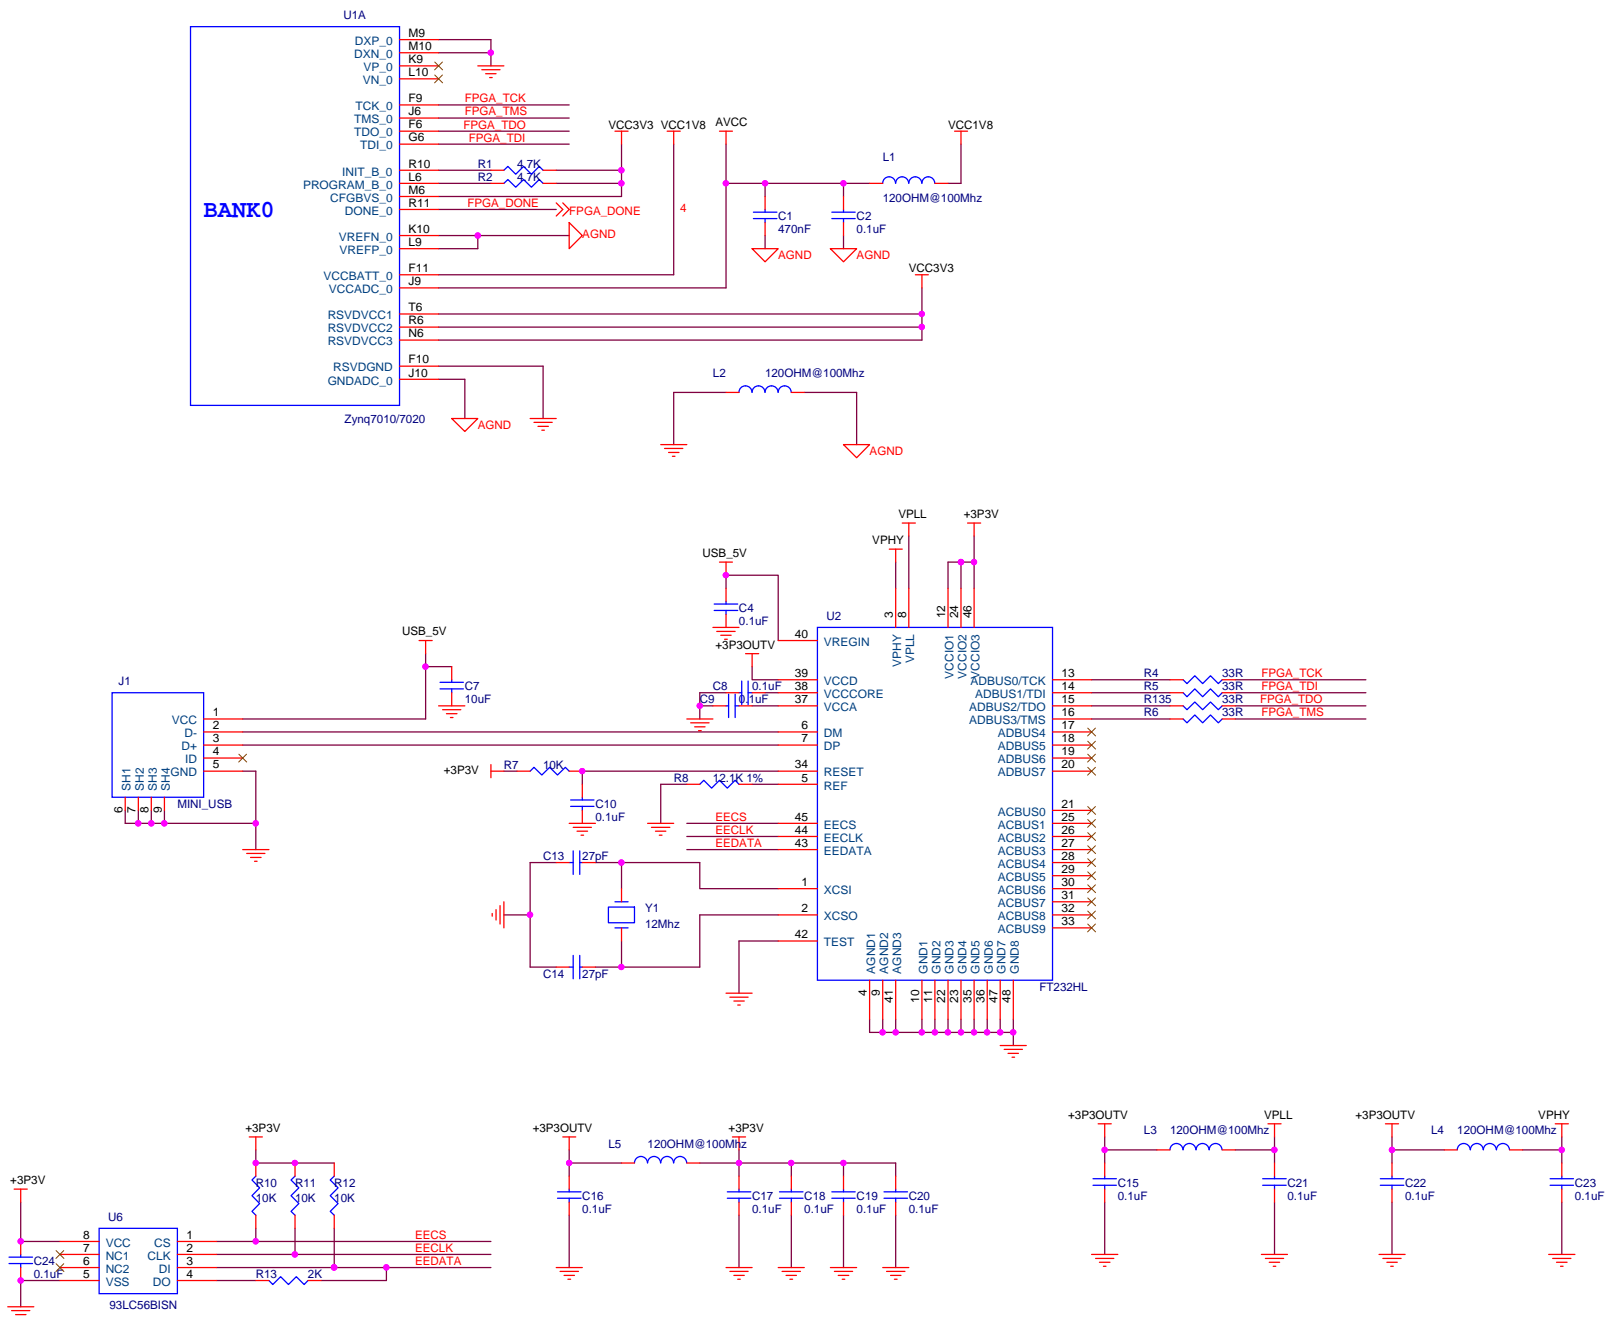 U1A
BANK0
DXP_0 M9
DXN_0 M10
VP_0 K9
VN_0 L10
TCK_0 F9 FPGA_TCK
TMS_0 J6 FPGA_TMS
TDO_0 F6 FPGA_TDO
TDI_0 G6 FPGA_TDI
INIT_B_0 R10 R1 4.7K
PROGRAM_B_0 L6 R2 4.7K
CFGBVS_0 M6
DONE_0 R11 FPGA_DONE FPGA_DONE
VREFN_0 K10 AGND
VREFP_0 L9
VCCBATT_0 F11
VCCADC_0 J9
RSVDVCC1 T6
RSVDVCC2 R6
RSVDVCC3 N6
RSVDGND F10
GNDADC_0 J10
Zynq7010/7020
AGND
VCC3V3 VCC1V8 AVCC VCC1V8
4
L1
120OHM@100Mhz
C1
470nF
C2
0.1uF
AGND AGND
VCC3V3
L2 120OHM@100Mhz
AGND
VPLL
+3P3V
VPHY
USB_5V
C4
0.1uF
+3P3OUTV
U2
3 8 12 24 46
VPHY VPLL VCCIO1 VCCIO2 VCCIO3
40 VREGIN
39 VCCD
C8 0.1uF 38 VCCCORE
C9 0.1uF 37 VCCA
6 DM
7 DP
34 RESET
5 REF
EECS 45 EECS
EECLK 44 EECLK
EEDATA 43 EEDATA
1 XCSI
2 XCSO
42 TEST
ADBUS0/TCK 13 R4 33R FPGA_TCK
ADBUS1/TDI 14 R5 33R FPGA_TDI
ADBUS2/TDO 15 R135 33R FPGA_TDO
ADBUS3/TMS 16 R6 33R FPGA_TMS
ADBUS4 17
ADBUS5 18
ADBUS6 19
ADBUS7 20
ACBUS0 21
ACBUS1 25
ACBUS2 26
ACBUS3 27
ACBUS4 28
ACBUS5 29
ACBUS6 30
ACBUS7 31
ACBUS8 32
ACBUS9 33
AGND1 AGND2 AGND3 GND1 GND2 GND3 GND4 GND5 GND6 GND7 GND8
4 9 41 10 11 22 23 35 36 47 48
FT232HL
USB_5V
C7
10uF
J1
VCC 1
D- 2
D+ 3
ID 4
GND 5
SH1 SH2 SH3 SH4
6 7 8 9
MINI_USB
+3P3V R7 10K
C10
0.1uF
R8 12.1K 1%
C13 27pF
Y1
12Mhz
C14 27pF
+3P3V
+3P3V
R10
10K
R11
10K
R12
10K
U6
8 VCC CS 1 EECS
7 NC1 CLK 2 EECLK
6 NC2 DI 3 EEDATA
5 VSS DO 4 R13 2K
C24
0.1uF
93LC56BISN
+3P3OUTV L5 120OHM@100Mhz +3P3V
C16
0.1uF
C17
0.1uF
C18
0.1uF
C19
0.1uF
C20
0.1uF
+3P3OUTV L3 120OHM@100Mhz VPLL
C15
0.1uF
C21
0.1uF
+3P3OUTV L4 120OHM@100Mhz VPHY
C22
0.1uF
C23
0.1uF